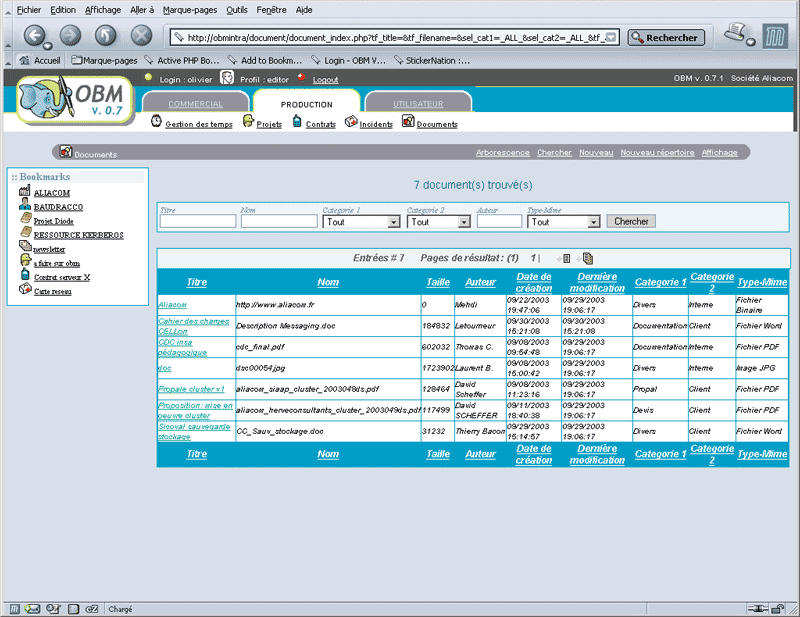 Fichier Edition Affichage Aller à Marque-pages Outils Fenêtre Aide
http://obmintra/document/document_index.php?tf_title=&tf_filename=&sel_cat1=_ALL_&sel_cat2=_ALL_&tf_ Rechercher
Accueil Marque-pages Active PHP Bo... Add to Bookm... Login - OBM V... StickerNation :...
Login : olivier Profil : editor Logout OBM v. 0.7.1 Société Aliacom
OBM
v. 0.7
COMMERCIAL PRODUCTION UTILISATEUR
Gestion des temps Projets Contrats Incidents Documents
Documents Arborescence Chercher Nouveau Nouveau répertoire Affichage
:: Bookmarks
ALIACOM
BAUDRACCO
Projet Diode
RESSOURCE KERBEROS
newsletter
a faire sur obm
Contrat serveur X
Carte reseau
7 document(s) trouvé(s)
Titre Nom Categorie 1 Categorie 2 Auteur Type-Mime
Tout Tout Tout Chercher
Entrées # 7 Pages de résultat : (1) 1 |
Titre Nom Taille Auteur Date de création Dernière modification Categorie 1 Categorie 2 Type-Mime
Aliacom http://www.aliacom.fr 0 Mehdi 09/22/2003 19:47:06 09/29/2003 19:06:17 Divers Interne Fichier Binaire
Cahier des charges CELLon Description Messaging.doc 184832 Letourneur 09/30/2003 15:21:08 09/30/2003 15:21:08 Documentation Client Fichier Word
CDC insa pédagogique cdc_final.pdf 602032 Thomas C. 09/08/2003 09:54:48 09/29/2003 19:06:17 Documentation Interne Fichier PDF
doc dsc00054.jpg 1723902 Laurent B. 09/08/2003 15:00:42 09/29/2003 19:06:17 Divers Interne Image JPG
Propale cluster v1 aliacom_siaap_cluster_2003048ds.pdf 128464 David Scheffer 09/08/2003 11:23:16 09/29/2003 19:06:17 Propal Client Fichier PDF
Proposition : mise en oeuvre cluster aliacom_herveconsultants_cluster_2003049ds.pdf 117499 David SCHEFFER 09/11/2003 18:40:38 09/29/2003 19:06:17 Devis Client Fichier PDF
Sicoval sauvegarde stockage CC_Sauv_stockage.doc 31232 Thierry Bacon 09/09/2003 15:14:57 09/29/2003 19:06:17 Divers Client Fichier Word
Titre Nom Taille Auteur Date de création Dernière modification Categorie 1 Categorie 2 Type-Mime
Chargé